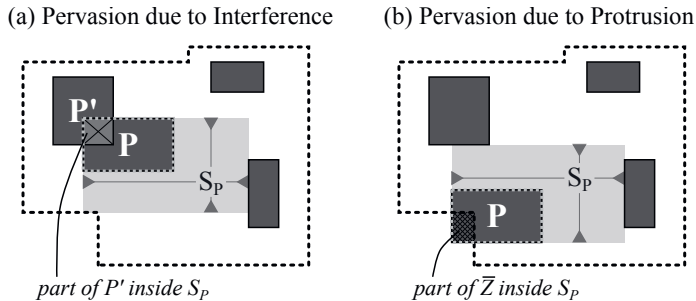 (a) Pervasion due to Interference
(b) Pervasion due to Protrusion
P'
P
S_P
part of P' inside S_P
S_P
P
part of Z̅ inside S_P